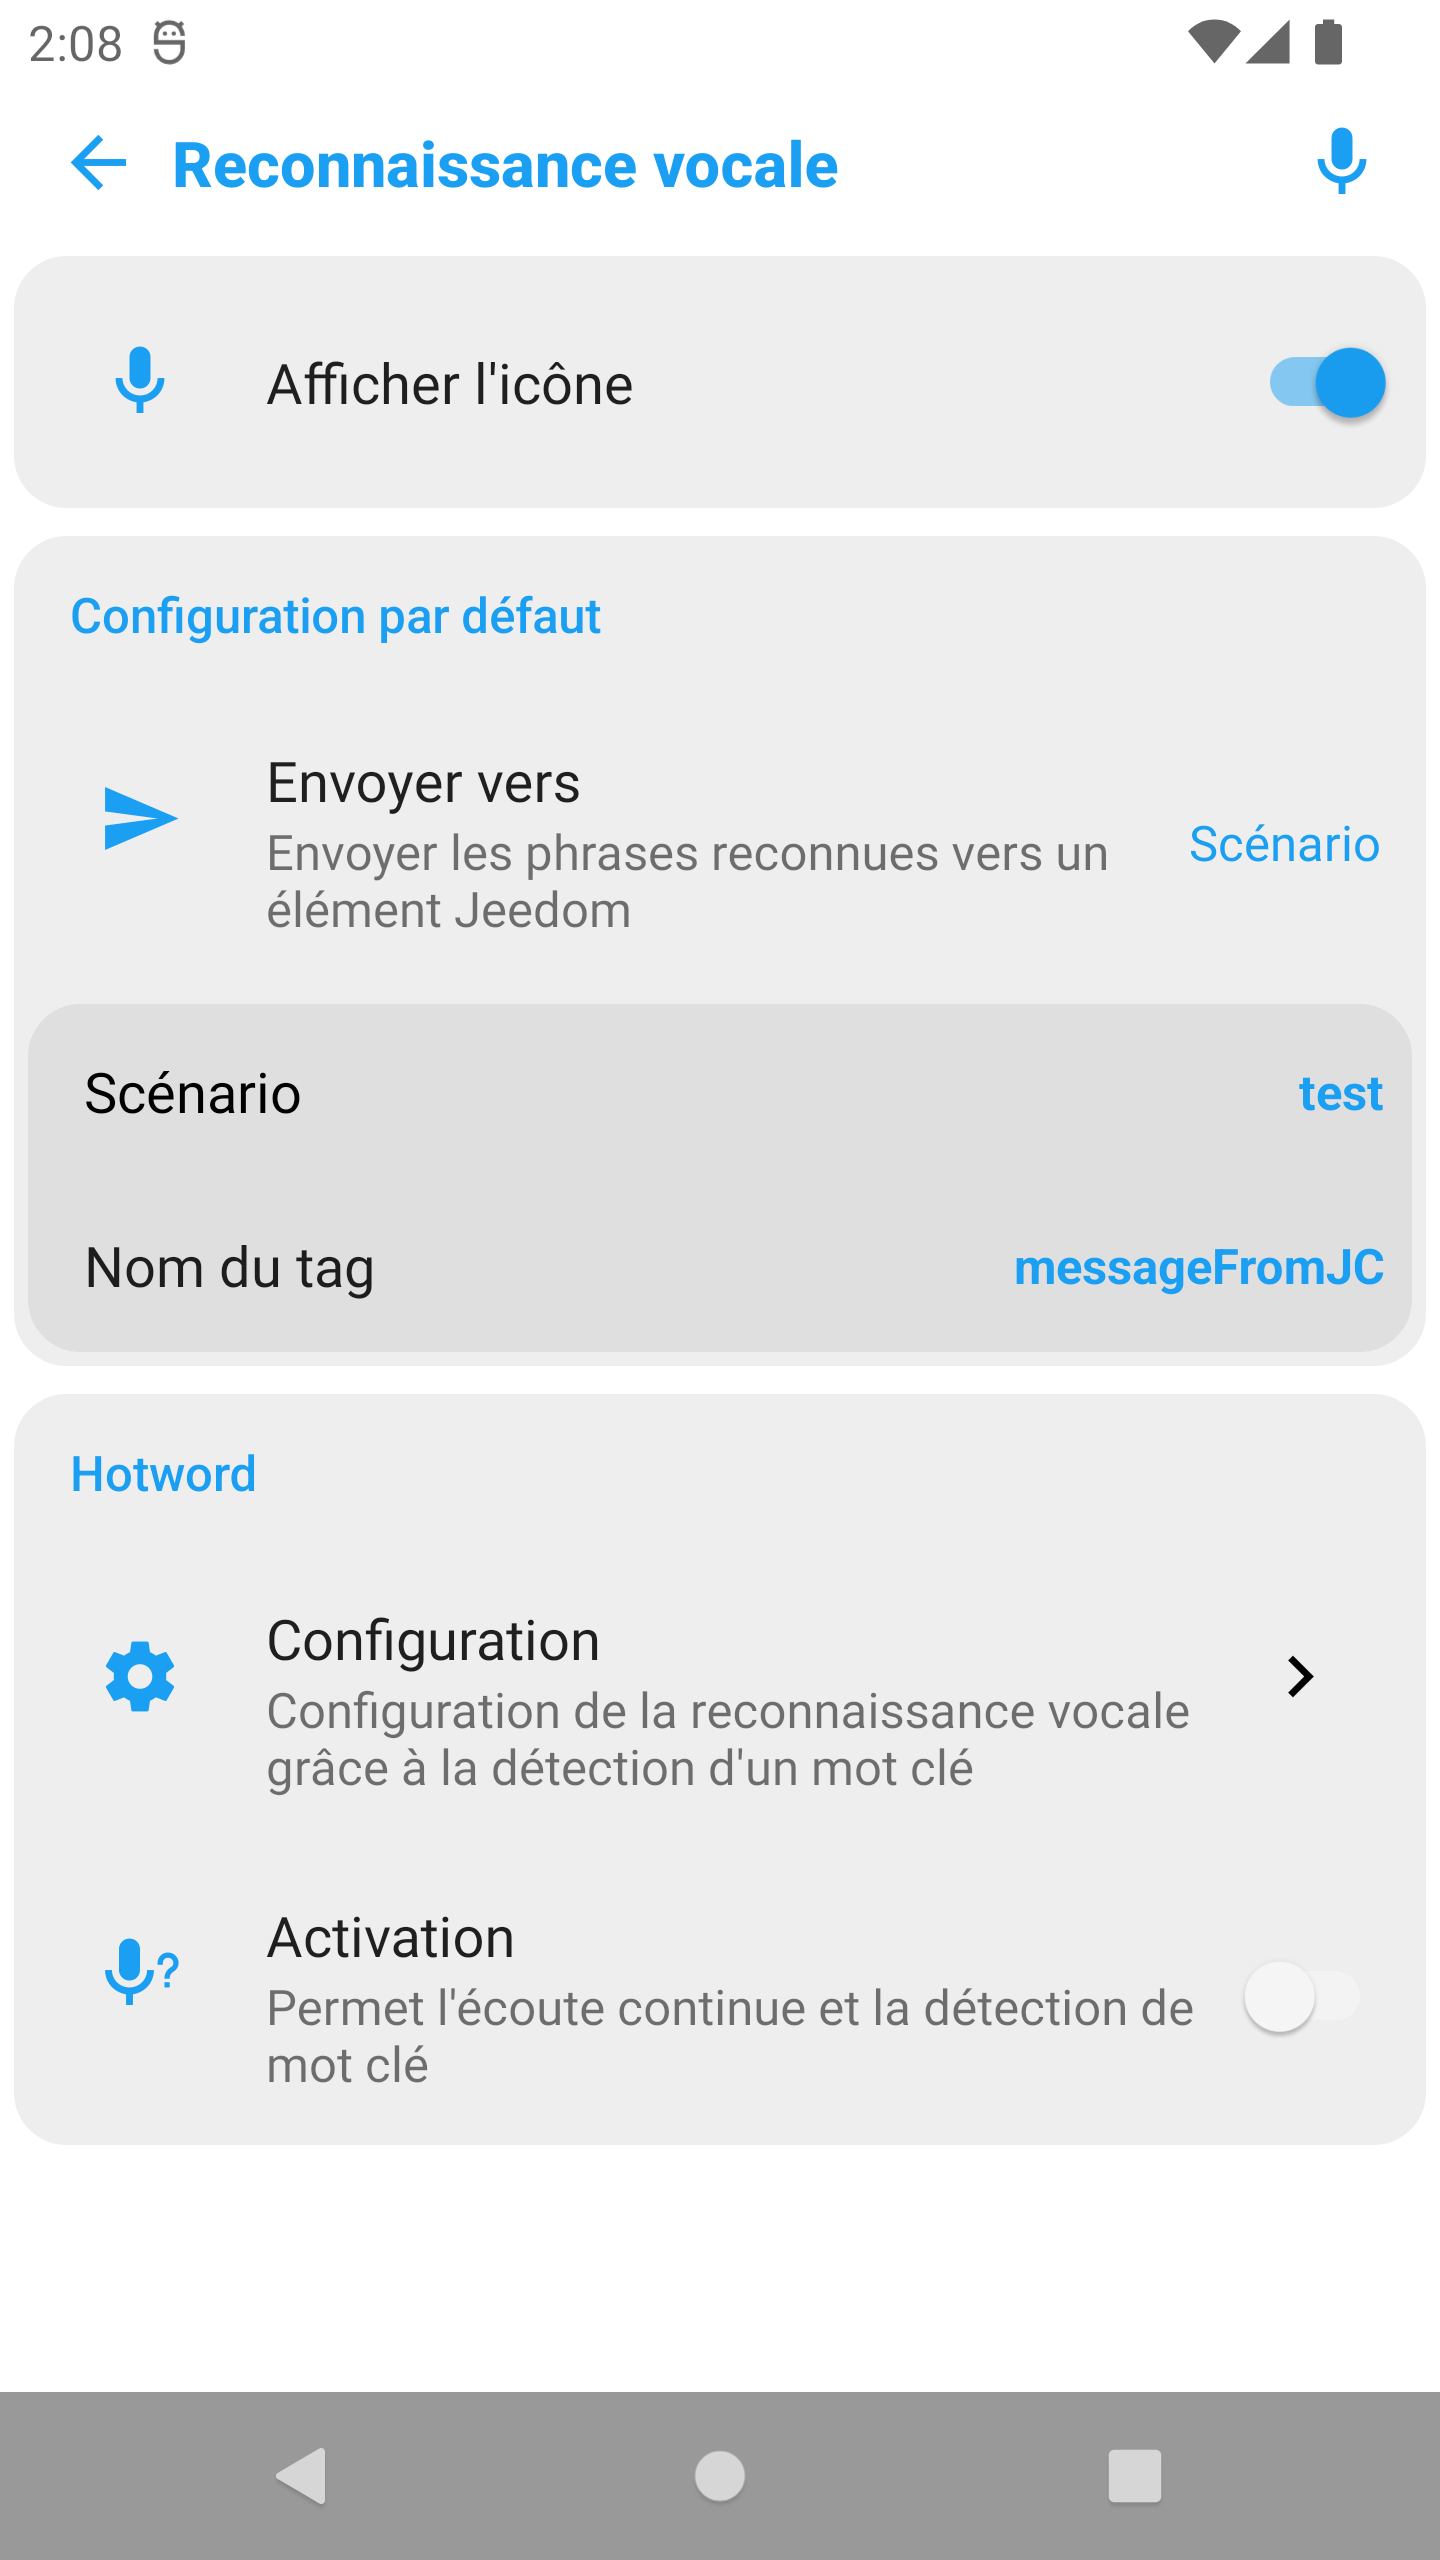 2:08
Reconnaissance vocale
Afficher l'icône
Configuration par défaut
Envoyer vers
Envoyer les phrases reconnues vers un
élément Jeedom
Scénario
Scénario
test
Nom du tag
messageFromJC
Hotword
Configuration
Configuration de la reconnaissance vocale
grâce à la détection d'un mot clé
Activation
?
Permet l'écoute continue et la détection de
mot clé